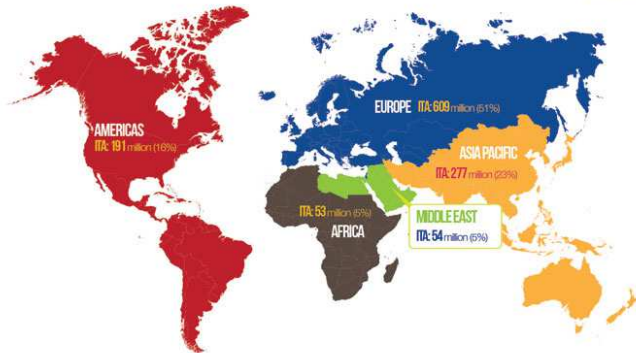 EUROPE ITA: 609 million (51%)
AMERICAS
ITA: 191 million (16%)
ASIA PACIFIC
ITA: 277 million (23%)
ITA: 53 million (5%)
AFRICA
MIDDLE EAST
ITA: 54 million (5%)